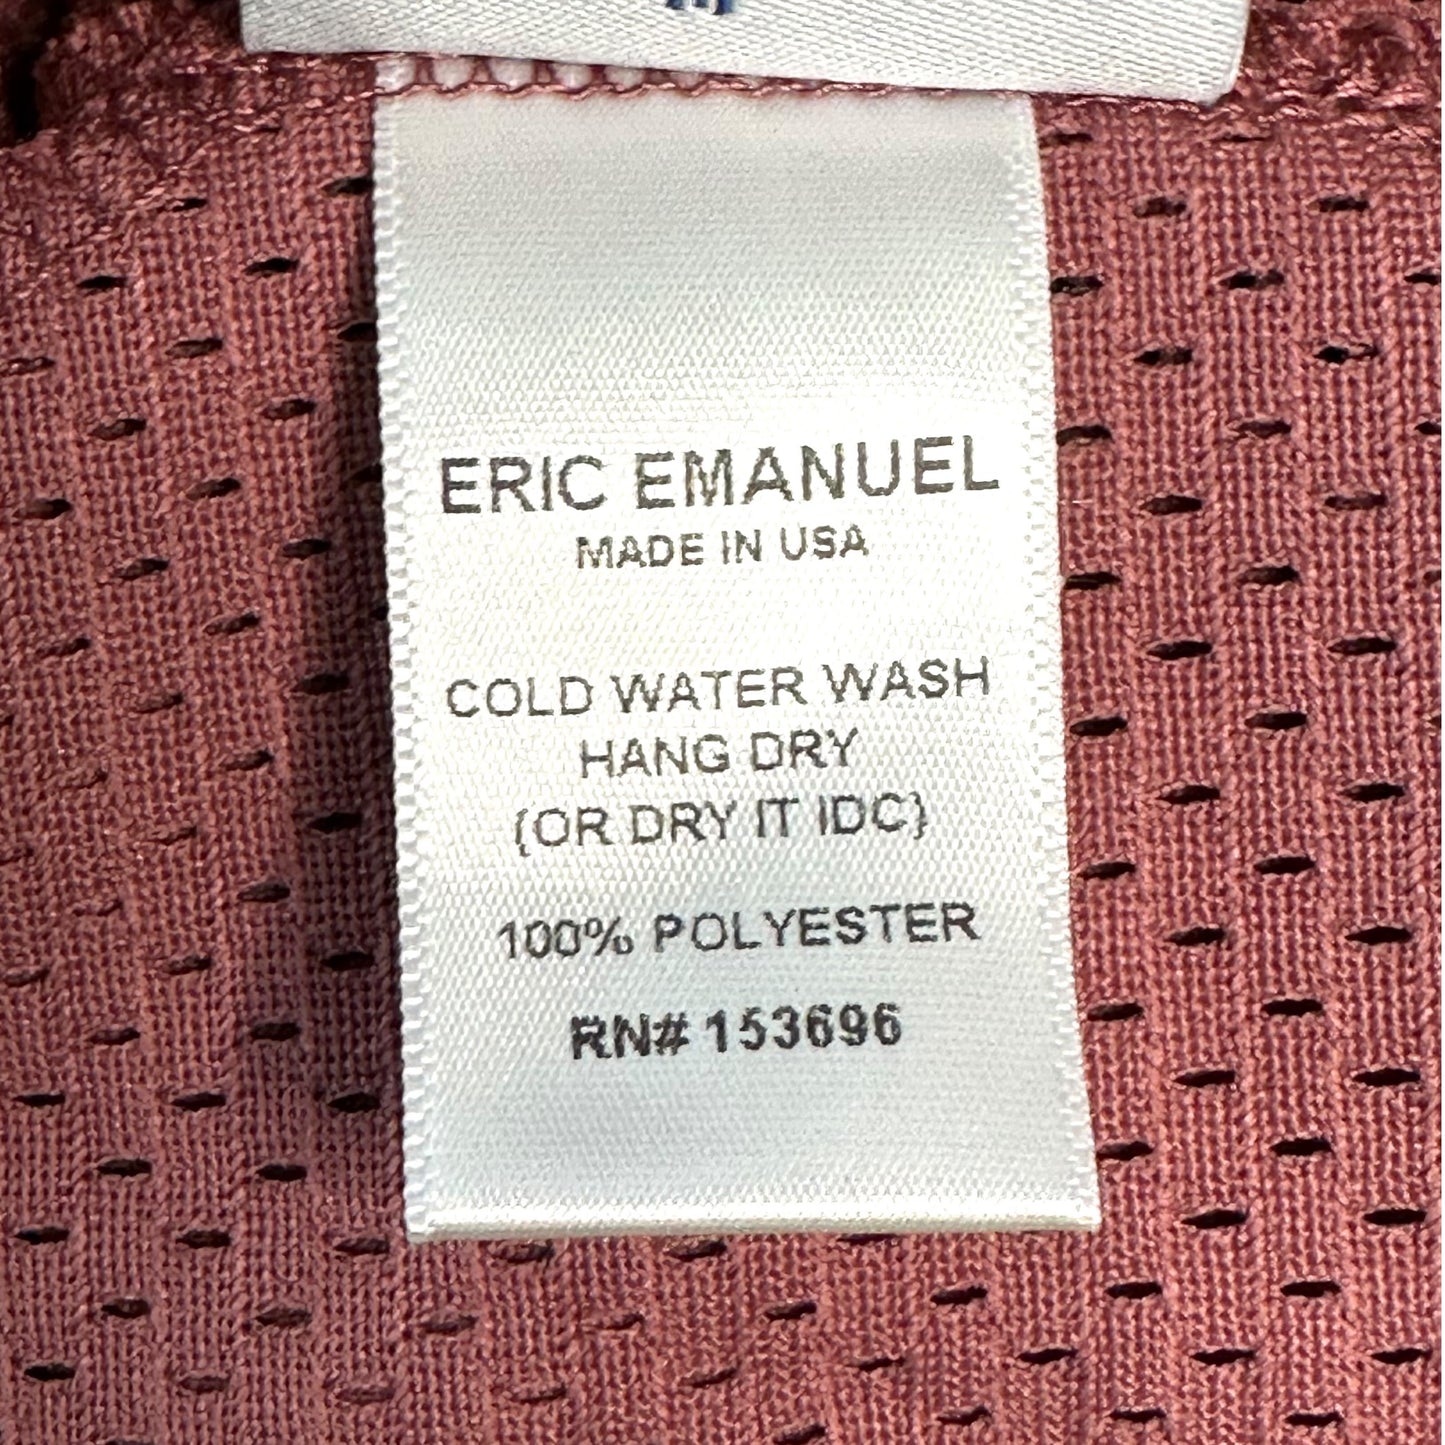 ERIC EMANUEL
MADE IN USA
COLD WATER WASH
HANG DRY
{OR DRY IT IDC}
100% POLYESTER
RN# 153696